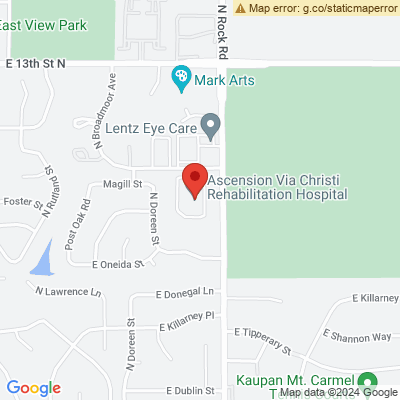 Map error: g.co/staticmaperror
East View Park
N Rock Rd
E 13th St N
Mark Arts
N Broadmoor Ave
Lentz Eye Care
N Rutland St
Magill St
Ascension Via Christi
Rehabilitation Hospital
Foster St
Post Oak Rd
N Doreen St
E Oneida St
N Lawrence Ln
E Donegal Ln
E Killarney
E Killarney Pl
E Tipperary St
E Shannon Way
N Doreen St
Kaupan Mt. Carmel
E Dublin St
Google
Map data ©2024 Google